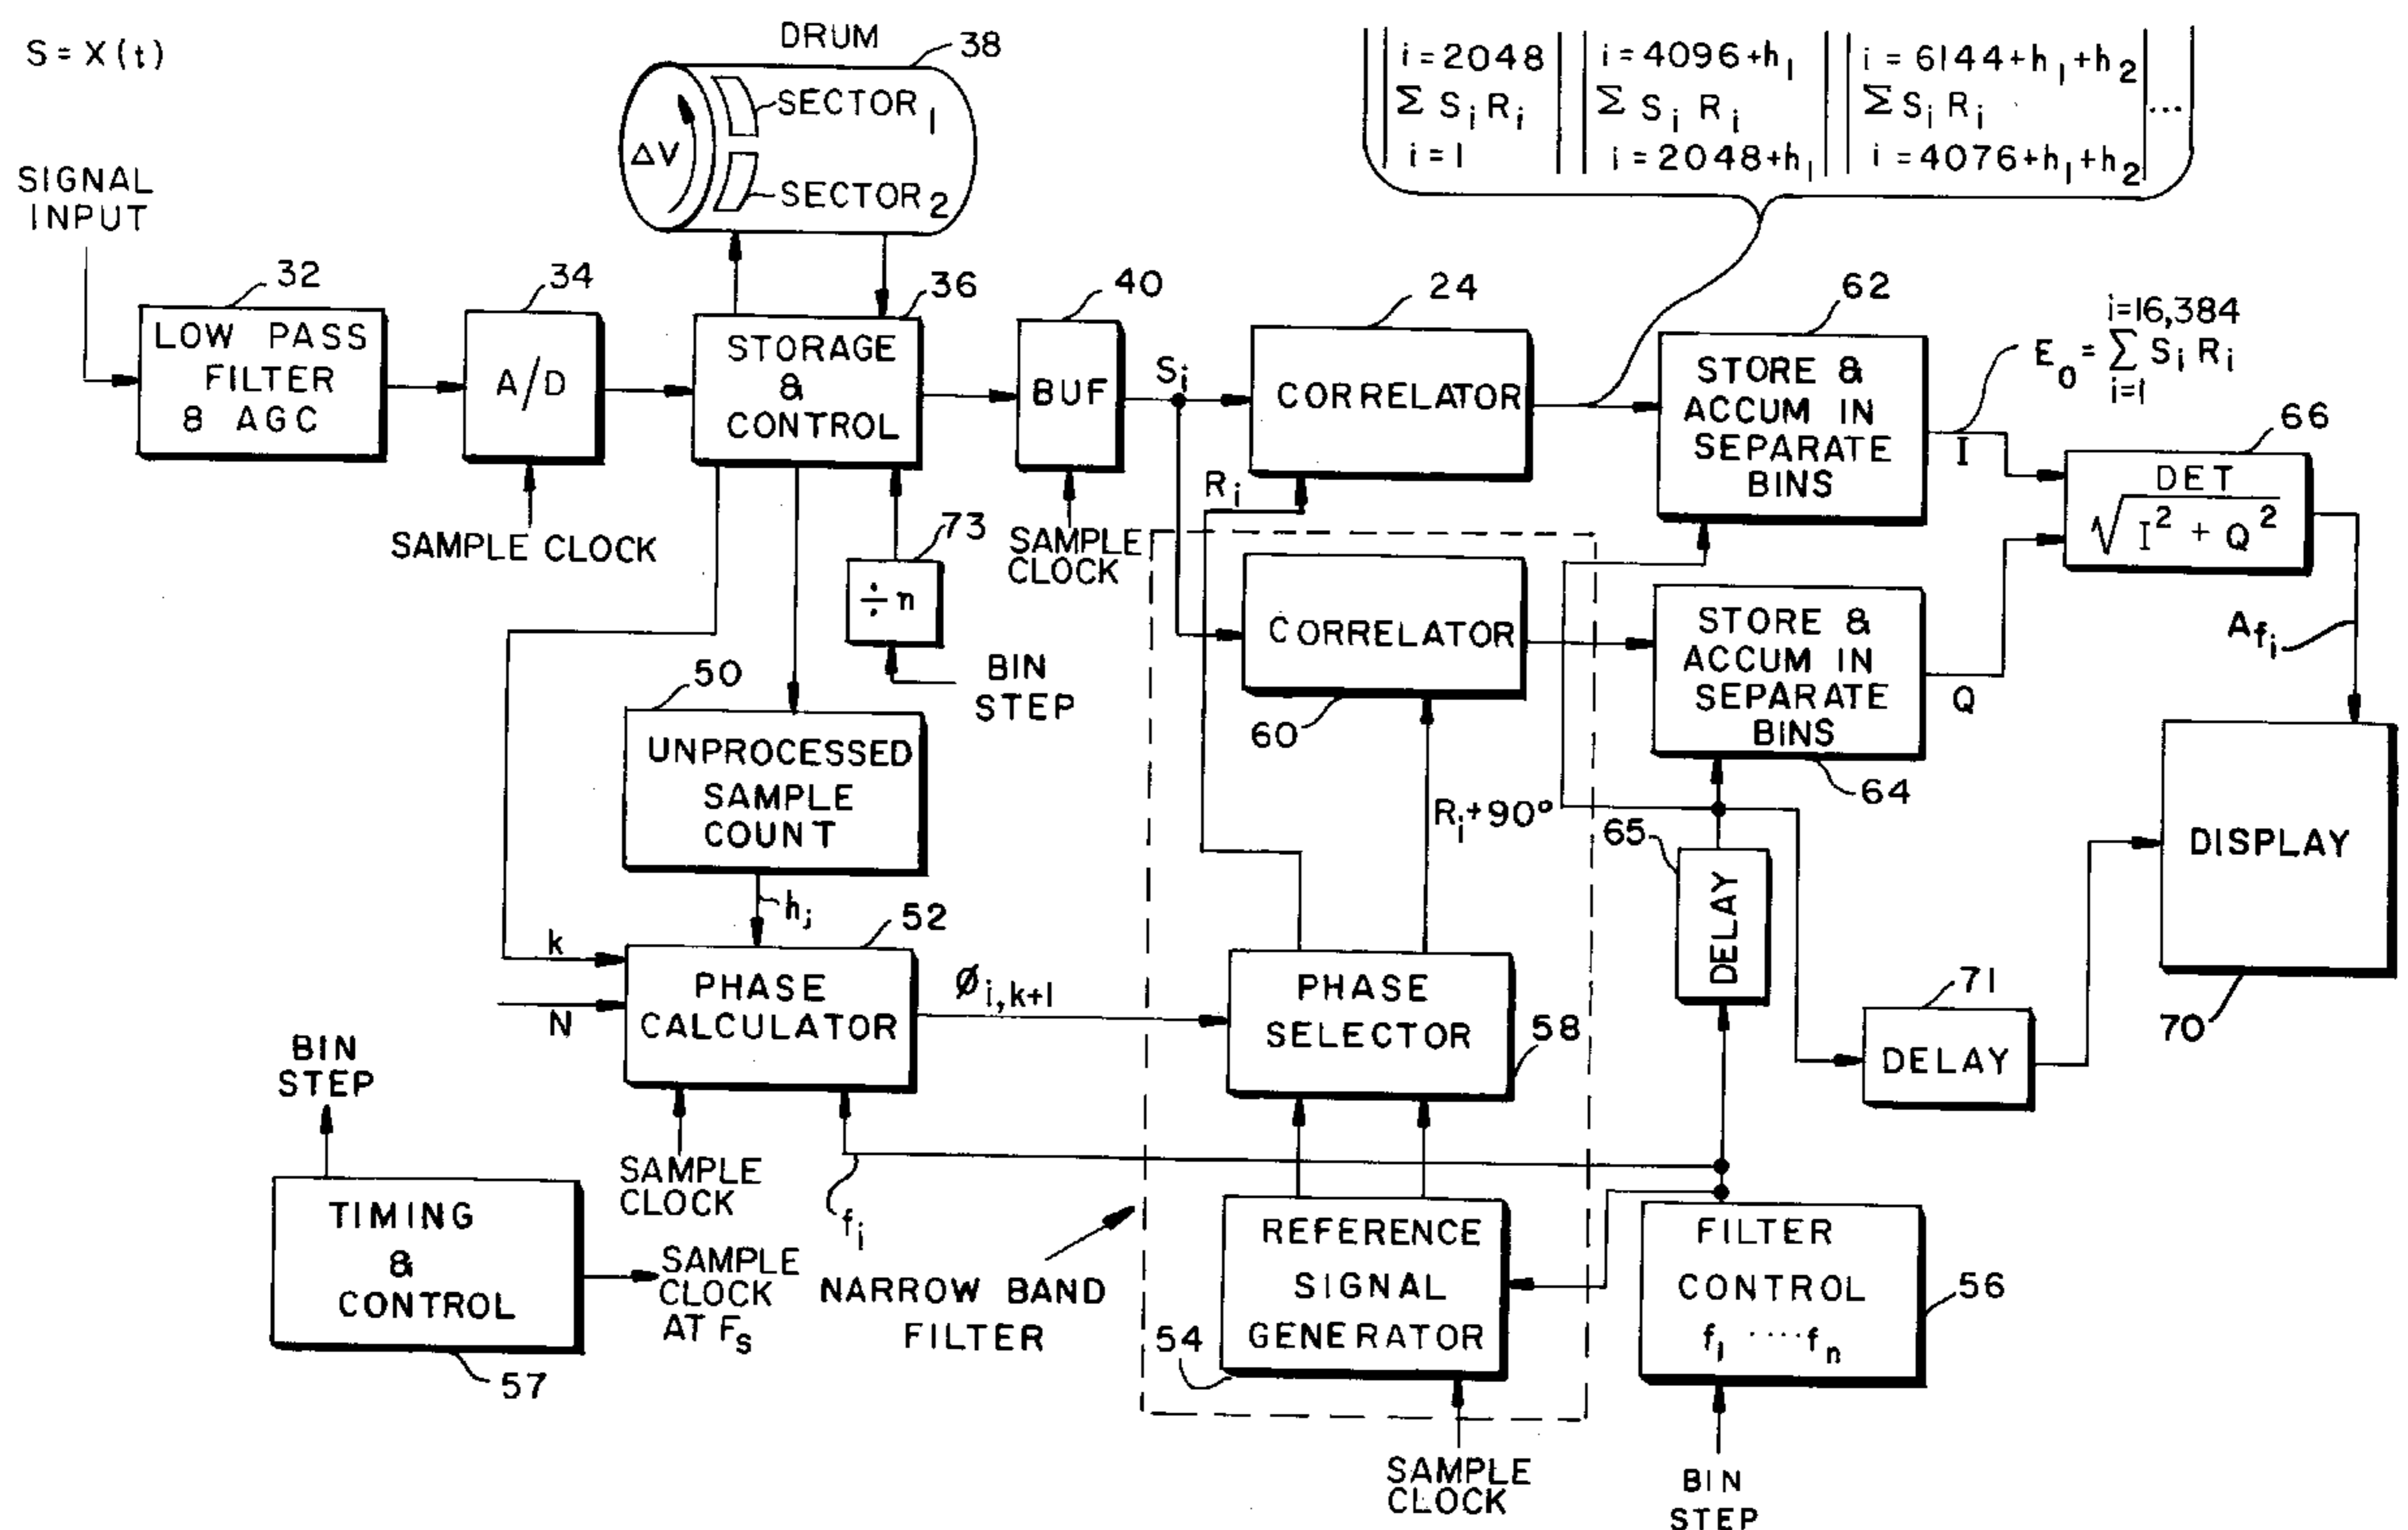 S = X(t)
DRUM
38
SECTOR₁
ΔV
SECTOR₂
i = 2048
Σ SᵢRᵢ
i = 1
i = 4096 + h₁
Σ Sᵢ Rᵢ
i = 2048 + h₁
i = 6144 + h₁ + h₂
Σ Sᵢ Rᵢ
i = 4076 + h₁ + h₂
...
SIGNAL
INPUT
32
LOW PASS
FILTER
8 AGC
34
A/D
SAMPLE CLOCK
36
STORAGE
&
CONTROL
40
BUF
SAMPLE
CLOCK
Sᵢ
24
CORRELATOR
Rᵢ
62
STORE &
ACCUM IN
SEPARATE
BINS
i=16,384
E₀ = Σ Sᵢ Rᵢ
i=1
I
66
DET
√I² + Q²
73
÷ n
BIN
STEP
CORRELATOR
60
STORE &
ACCUM IN
SEPARATE
BINS
64
Q
A fᵢ
50
UNPROCESSED
SAMPLE
COUNT
hⱼ
Rᵢ+90°
65
DELAY
DISPLAY
70
52
k
N
PHASE
CALCULATOR
Ø i,k+1
PHASE
SELECTOR
58
71
DELAY
BIN
STEP
SAMPLE
CLOCK
fᵢ
TIMING
&
CONTROL
57
SAMPLE
CLOCK
AT Fs
NARROW BAND
FILTER
REFERENCE
SIGNAL
GENERATOR
54
SAMPLE
CLOCK
FILTER
CONTROL
f₁ ····fₙ
56
BIN
STEP